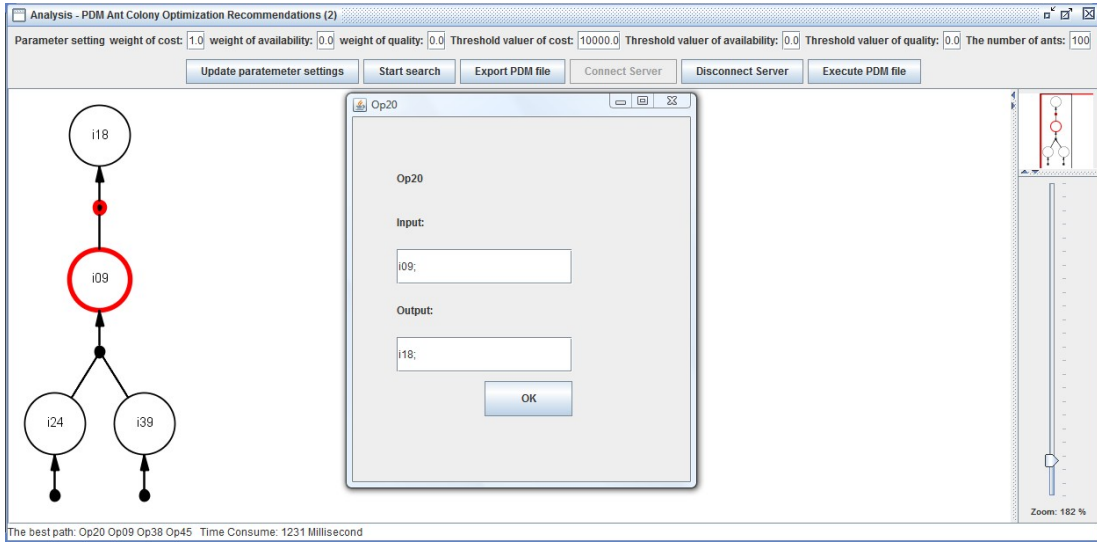 Analysis - PDM Ant Colony Optimization Recommendations (2)
Parameter setting weight of cost: 1.0 weight of availability: 0.0 weight of quality: 0.0 Threshold valuer of cost: 10000.0 Threshold valuer of availability: 0.0 Threshold valuer of quality: 0.0 The number of ants: 100
Update paratemeter settings Start search Export PDM file Connect Server Disconnect Server Execute PDM file
Op20
i18
Op20
Input:
i09;
i09
Output:
i18;
OK
i24 i39
Zoom: 182 %
The best path: Op20 Op09 Op38 Op45 Time Consume: 1231 Millisecond